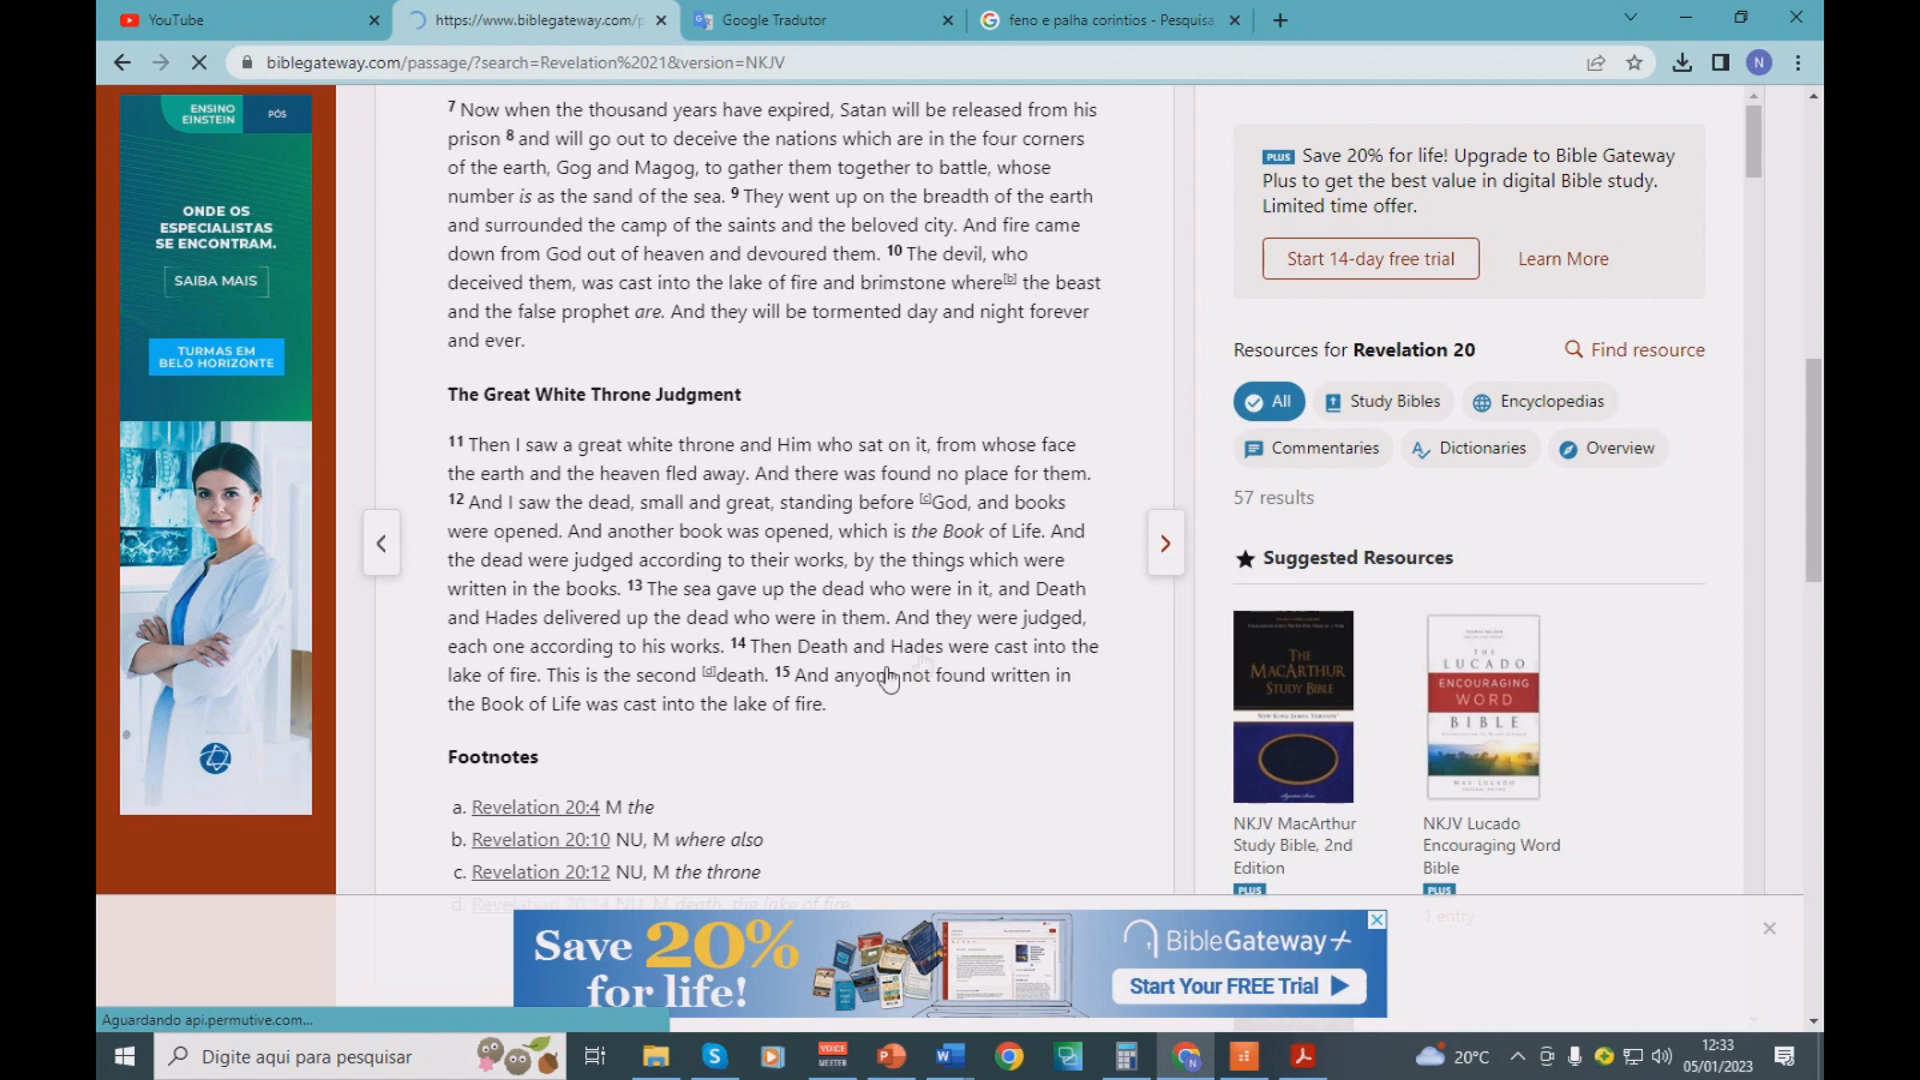 YouTube
https://www.biblegateway.com/p
Google Tradutor
feno e palha corintios - Pesquisa
biblegateway.com/passage/?search=Revelation%2021&version=NKJV
N
ENSINO
EINSTEIN
PÓS
ONDE OS
ESPECIALISTAS
SE ENCONTRAM.
SAIBA MAIS
TURMAS EM
BELO HORIZONTE
7 Now when the thousand years have expired, Satan will be released from his
prison 8 and will go out to deceive the nations which are in the four corners
of the earth, Gog and Magog, to gather them together to battle, whose
number is as the sand of the sea. 9 They went up on the breadth of the earth
and surrounded the camp of the saints and the beloved city. And fire came
down from God out of heaven and devoured them. 10 The devil, who
deceived them, was cast into the lake of fire and brimstone where[b] the beast
and the false prophet are. And they will be tormented day and night forever
and ever.
The Great White Throne Judgment
11 Then I saw a great white throne and Him who sat on it, from whose face
the earth and the heaven fled away. And there was found no place for them.
12 And I saw the dead, small and great, standing before [c]God, and books
were opened. And another book was opened, which is the Book of Life. And
the dead were judged according to their works, by the things which were
written in the books. 13 The sea gave up the dead who were in it, and Death
and Hades delivered up the dead who were in them. And they were judged,
each one according to his works. 14 Then Death and Hades were cast into the
lake of fire. This is the second [d]death. 15 And anyone not found written in
the Book of Life was cast into the lake of fire.
Footnotes
a. Revelation 20:4 M the
b. Revelation 20:10 NU, M where also
c. Revelation 20:12 NU, M the throne
d. Revelation 20:14 NU, M death, the lake of fire.
PLUS Save 20% for life! Upgrade to Bible Gateway
Plus to get the best value in digital Bible study.
Limited time offer.
Start 14-day free trial
Learn More
Resources for Revelation 20
Find resource
All
Study Bibles
Encyclopedias
Commentaries
Dictionaries
Overview
57 results
Suggested Resources
THE
MACARTHUR
STUDY BIBLE
NEW KING JAMES VERSION
THE
LUCADO
ENCOURAGING
WORD
BIBLE
MAX LUCADO
NKJV MacArthur
Study Bible, 2nd
Edition
PLUS
NKJV Lucado
Encouraging Word
Bible
PLUS
1 entry
Save 20%
for life!
BibleGateway+
Start Your FREE Trial
Aguardando api.permutive.com...
Digite aqui para pesquisar
VOICE
MEETER
20°C
12:33
05/01/2023